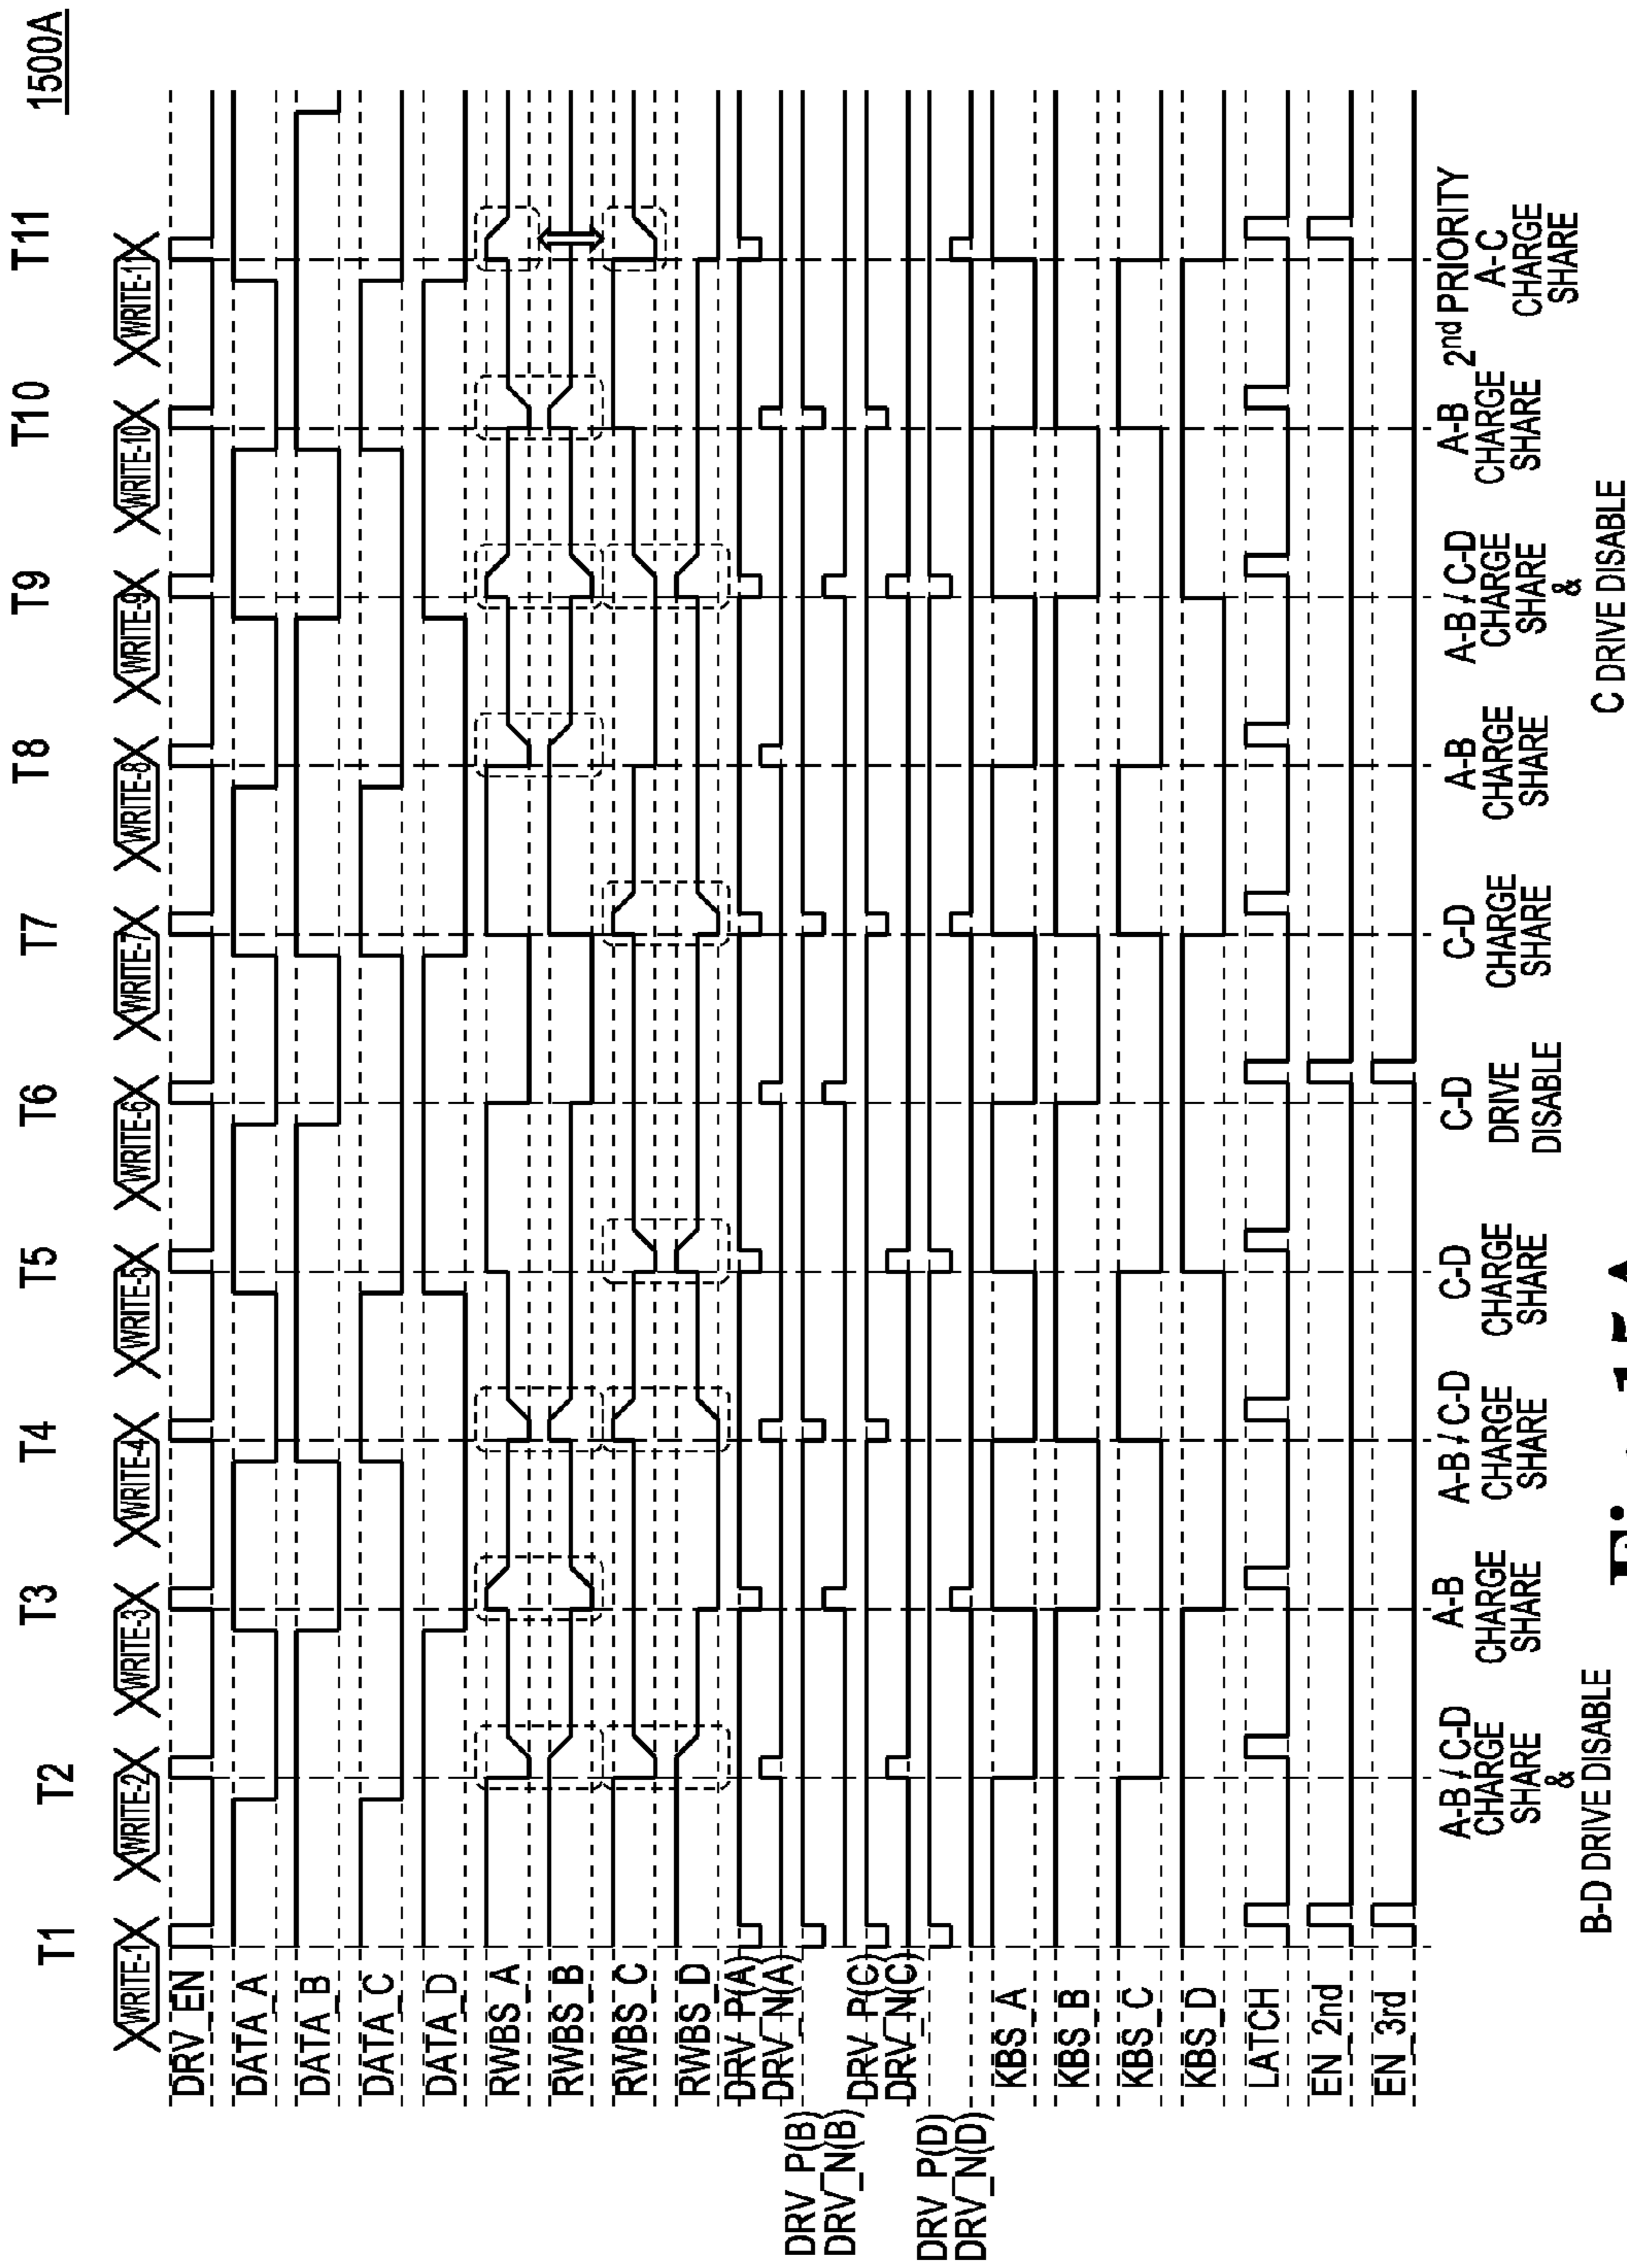 1500A
T1
T2
T3
T4
T5
T6
T7
T8
T9
T10
T11
WRITE-1
WRITE-2
WRITE-3
WRITE-4
WRITE-5
WRITE-6
WRITE-7
WRITE-8
WRITE-9
WRITE-10
WRITE-11
DRV_EN
DATA_A
DATA_B
DATA_C
DATA_D
RWBS_A
RWBS_B
RWBS_C
RWBS_D
DRV_P(A)
DRV_N(A)
DRV_P(B)
DRV_N(B)
DRV_P(C)
DRV_N(C)
DRV_P(D)
DRV_N(D)
KBS_A
KBS_B
KBS_C
KBS_D
LATCH
EN_2nd
EN_3rd
A-B / C-D
CHARGE
SHARE
&
B-D DRIVE DISABLE
A-B
CHARGE
SHARE
A-B / C-D
CHARGE
SHARE
C-D
CHARGE
SHARE
C-D
DRIVE
DISABLE
C-D
CHARGE
SHARE
A-B
CHARGE
SHARE
A-B / C-D
CHARGE
SHARE
&
C DRIVE DISABLE
A-B
CHARGE
SHARE
2nd PRIORITY
A-C
CHARGE
SHARE